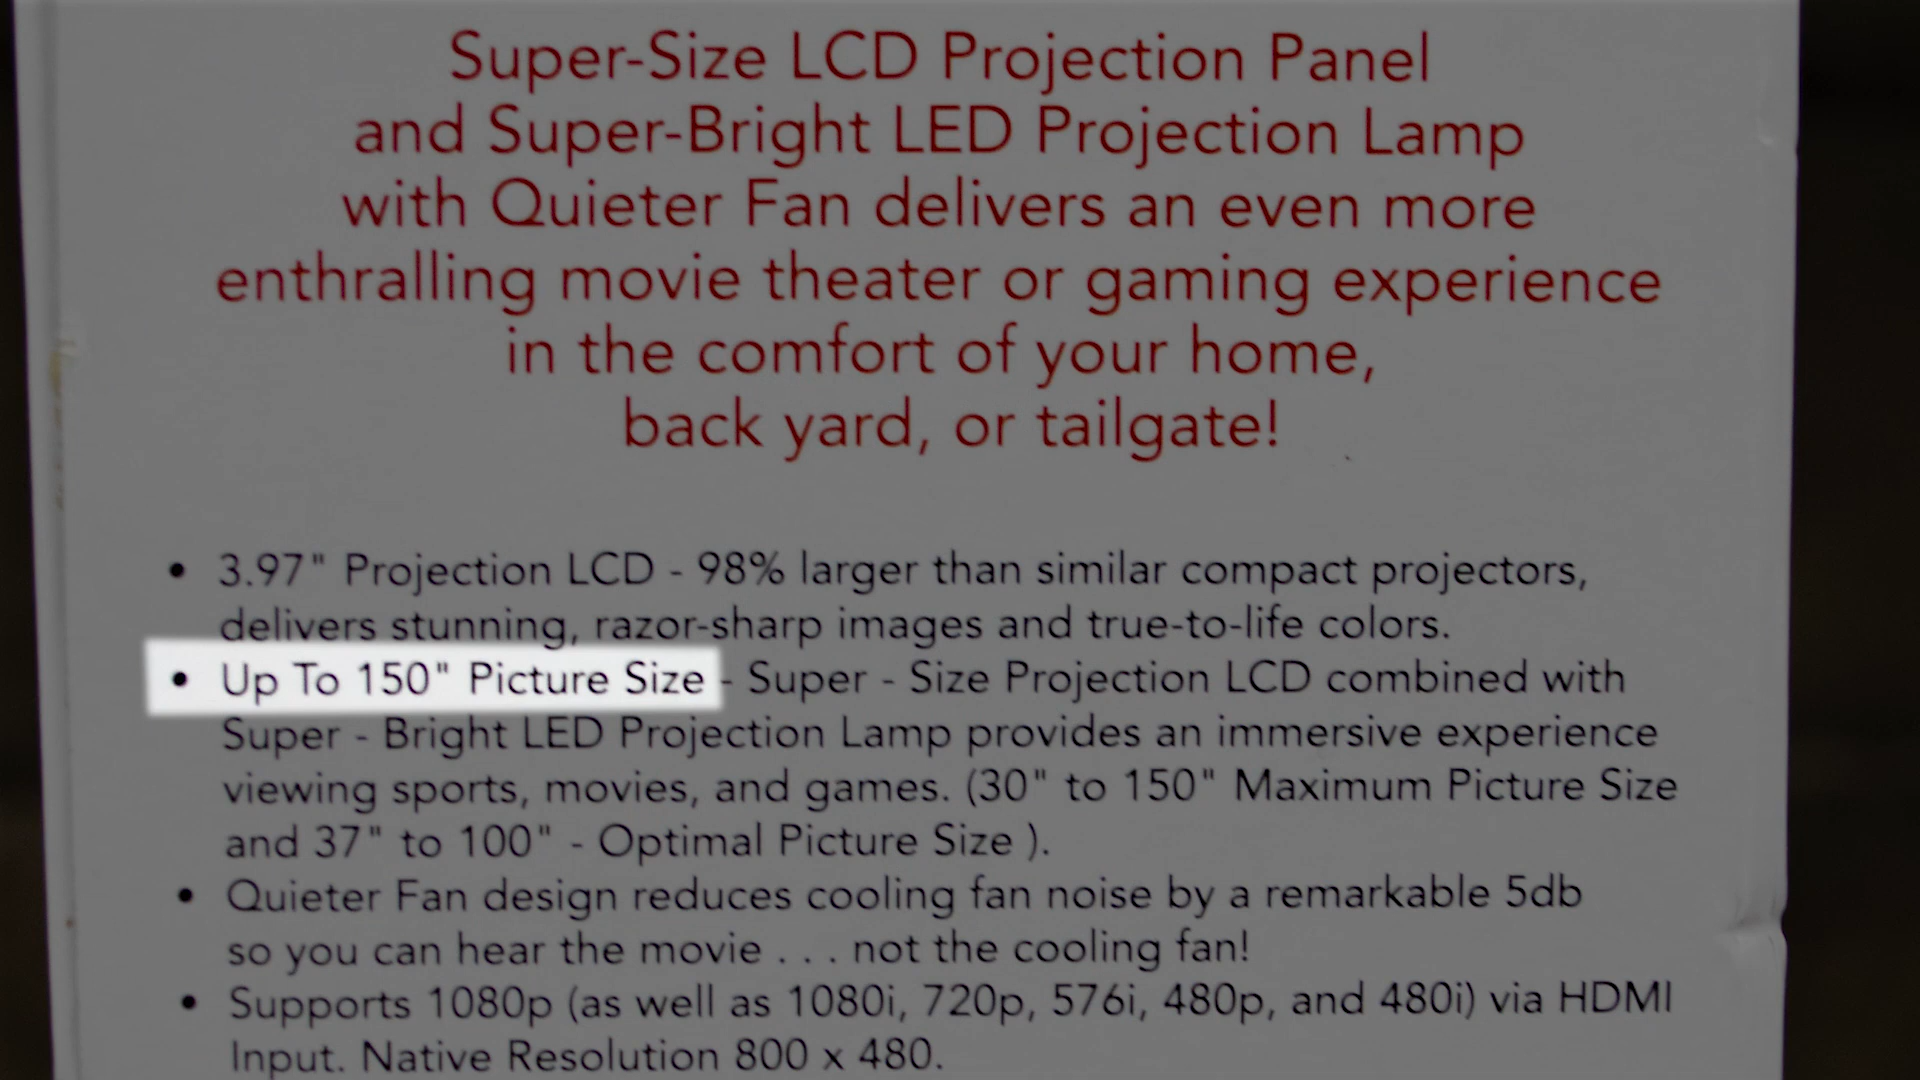 Super-Size LCD Projection Panel
and Super-Bright LED Projection Lamp
with Quieter Fan delivers an even more
enthralling movie theater or gaming experience
in the comfort of your home,
back yard, or tailgate!
• 3.97" Projection LCD - 98% larger than similar compact projectors,
delivers stunning, razor-sharp images and true-to-life colors.
• Up To 150" Picture Size - Super - Size Projection LCD combined with
Super - Bright LED Projection Lamp provides an immersive experience
viewing sports, movies, and games. (30" to 150" Maximum Picture Size
and 37" to 100" - Optimal Picture Size ).
• Quieter Fan design reduces cooling fan noise by a remarkable 5db
so you can hear the movie . . . not the cooling fan!
• Supports 1080p (as well as 1080i, 720p, 576i, 480p, and 480i) via HDMI
Input. Native Resolution 800 x 480.